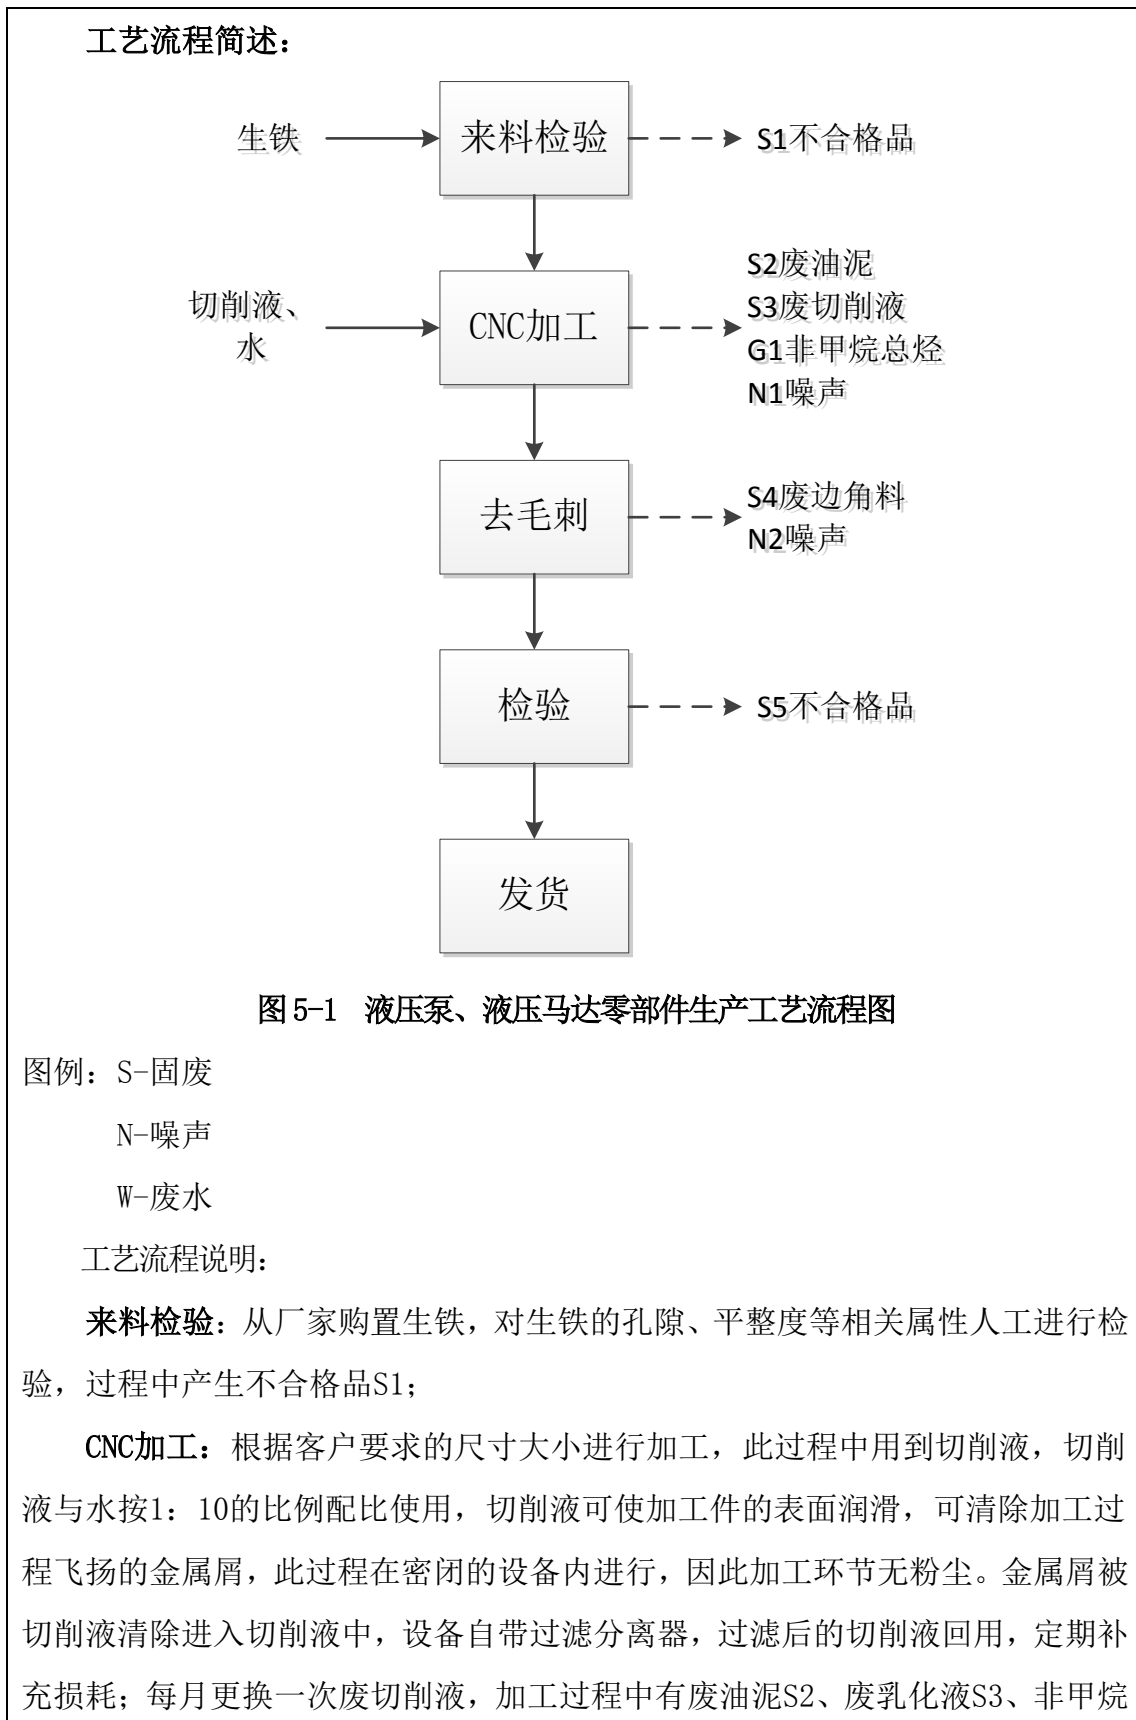 工艺流程简述：
生铁
来料检验
S1不合格品
切削液、
水
CNC加工
S2废油泥
S3废切削液
G1非甲烷总烃
N1噪声
去毛刺
S4废边角料
N2噪声
检验
S5不合格品
发货
图 5-1 液压泵、液压马达零部件生产工艺流程图
图例：S-固废
N-噪声
W-废水
工艺流程说明：
来料检验：从厂家购置生铁，对生铁的孔隙、平整度等相关属性人工进行检
验，过程中产生不合格品S1；
CNC加工：根据客户要求的尺寸大小进行加工，此过程中用到切削液，切削
液与水按1：10的比例配比使用，切削液可使加工件的表面润滑，可清除加工过
程飞扬的金属屑，此过程在密闭的设备内进行，因此加工环节无粉尘。金属屑被
切削液清除进入切削液中，设备自带过滤分离器，过滤后的切削液回用，定期补
充损耗；每月更换一次废切削液，加工过程中有废油泥S2、废乳化液S3、非甲烷